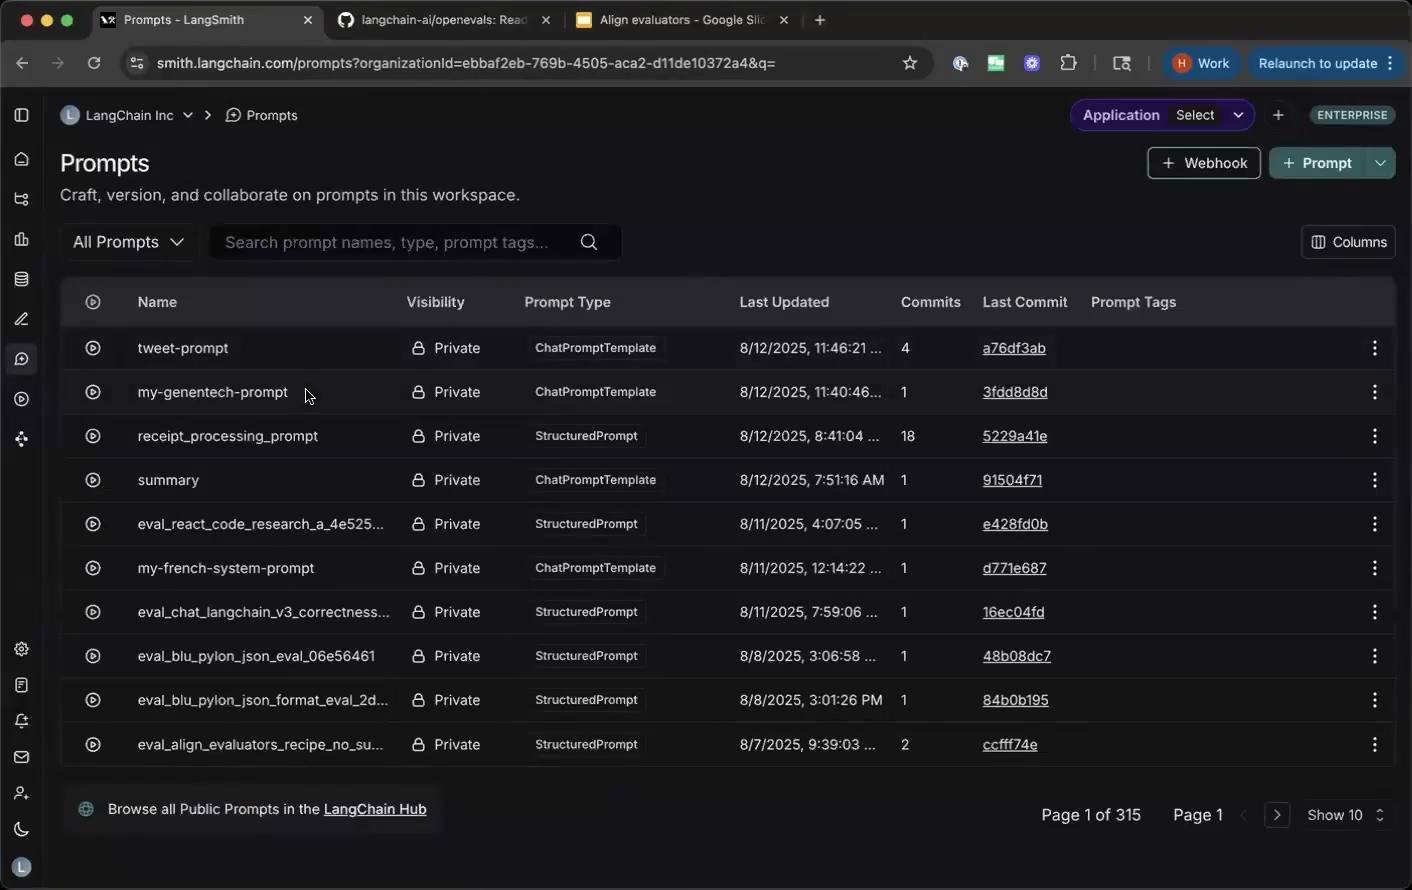 Prompts - LangSmith
langchain-ai/openevals: Read
Align evaluators - Google Slid
smith.langchain.com/prompts?organizationId=ebbaf2eb-769b-4505-aca2-d11de10372a4&q=
H Work
Relaunch to update
L LangChain Inc > Prompts
Application Select
ENTERPRISE
Prompts
+ Webhook
+ Prompt
Craft, version, and collaborate on prompts in this workspace.
All Prompts
Search prompt names, type, prompt tags...
Columns
Name Visibility Prompt Type Last Updated Commits Last Commit Prompt Tags
tweet-prompt Private ChatPromptTemplate 8/12/2025, 11:46:21 ... 4 a76df3ab
my-genentech-prompt Private ChatPromptTemplate 8/12/2025, 11:40:46... 1 3fdd8d8d
receipt_processing_prompt Private StructuredPrompt 8/12/2025, 8:41:04 ... 18 5229a41e
summary Private ChatPromptTemplate 8/12/2025, 7:51:16 AM 1 91504f71
eval_react_code_research_a_4e525... Private StructuredPrompt 8/11/2025, 4:07:05 ... 1 e428fd0b
my-french-system-prompt Private ChatPromptTemplate 8/11/2025, 12:14:22 ... 1 d771e687
eval_chat_langchain_v3_correctness... Private StructuredPrompt 8/11/2025, 7:59:06 ... 1 16ec04fd
eval_blu_pylon_json_eval_06e56461 Private StructuredPrompt 8/8/2025, 3:06:58 ... 1 48b08dc7
eval_blu_pylon_json_format_eval_2d... Private StructuredPrompt 8/8/2025, 3:01:26 PM 1 84b0b195
eval_align_evaluators_recipe_no_su... Private StructuredPrompt 8/7/2025, 9:39:03 ... 2 ccfff74e
Browse all Public Prompts in the LangChain Hub
Page 1 of 315 Page 1 Show 10
L